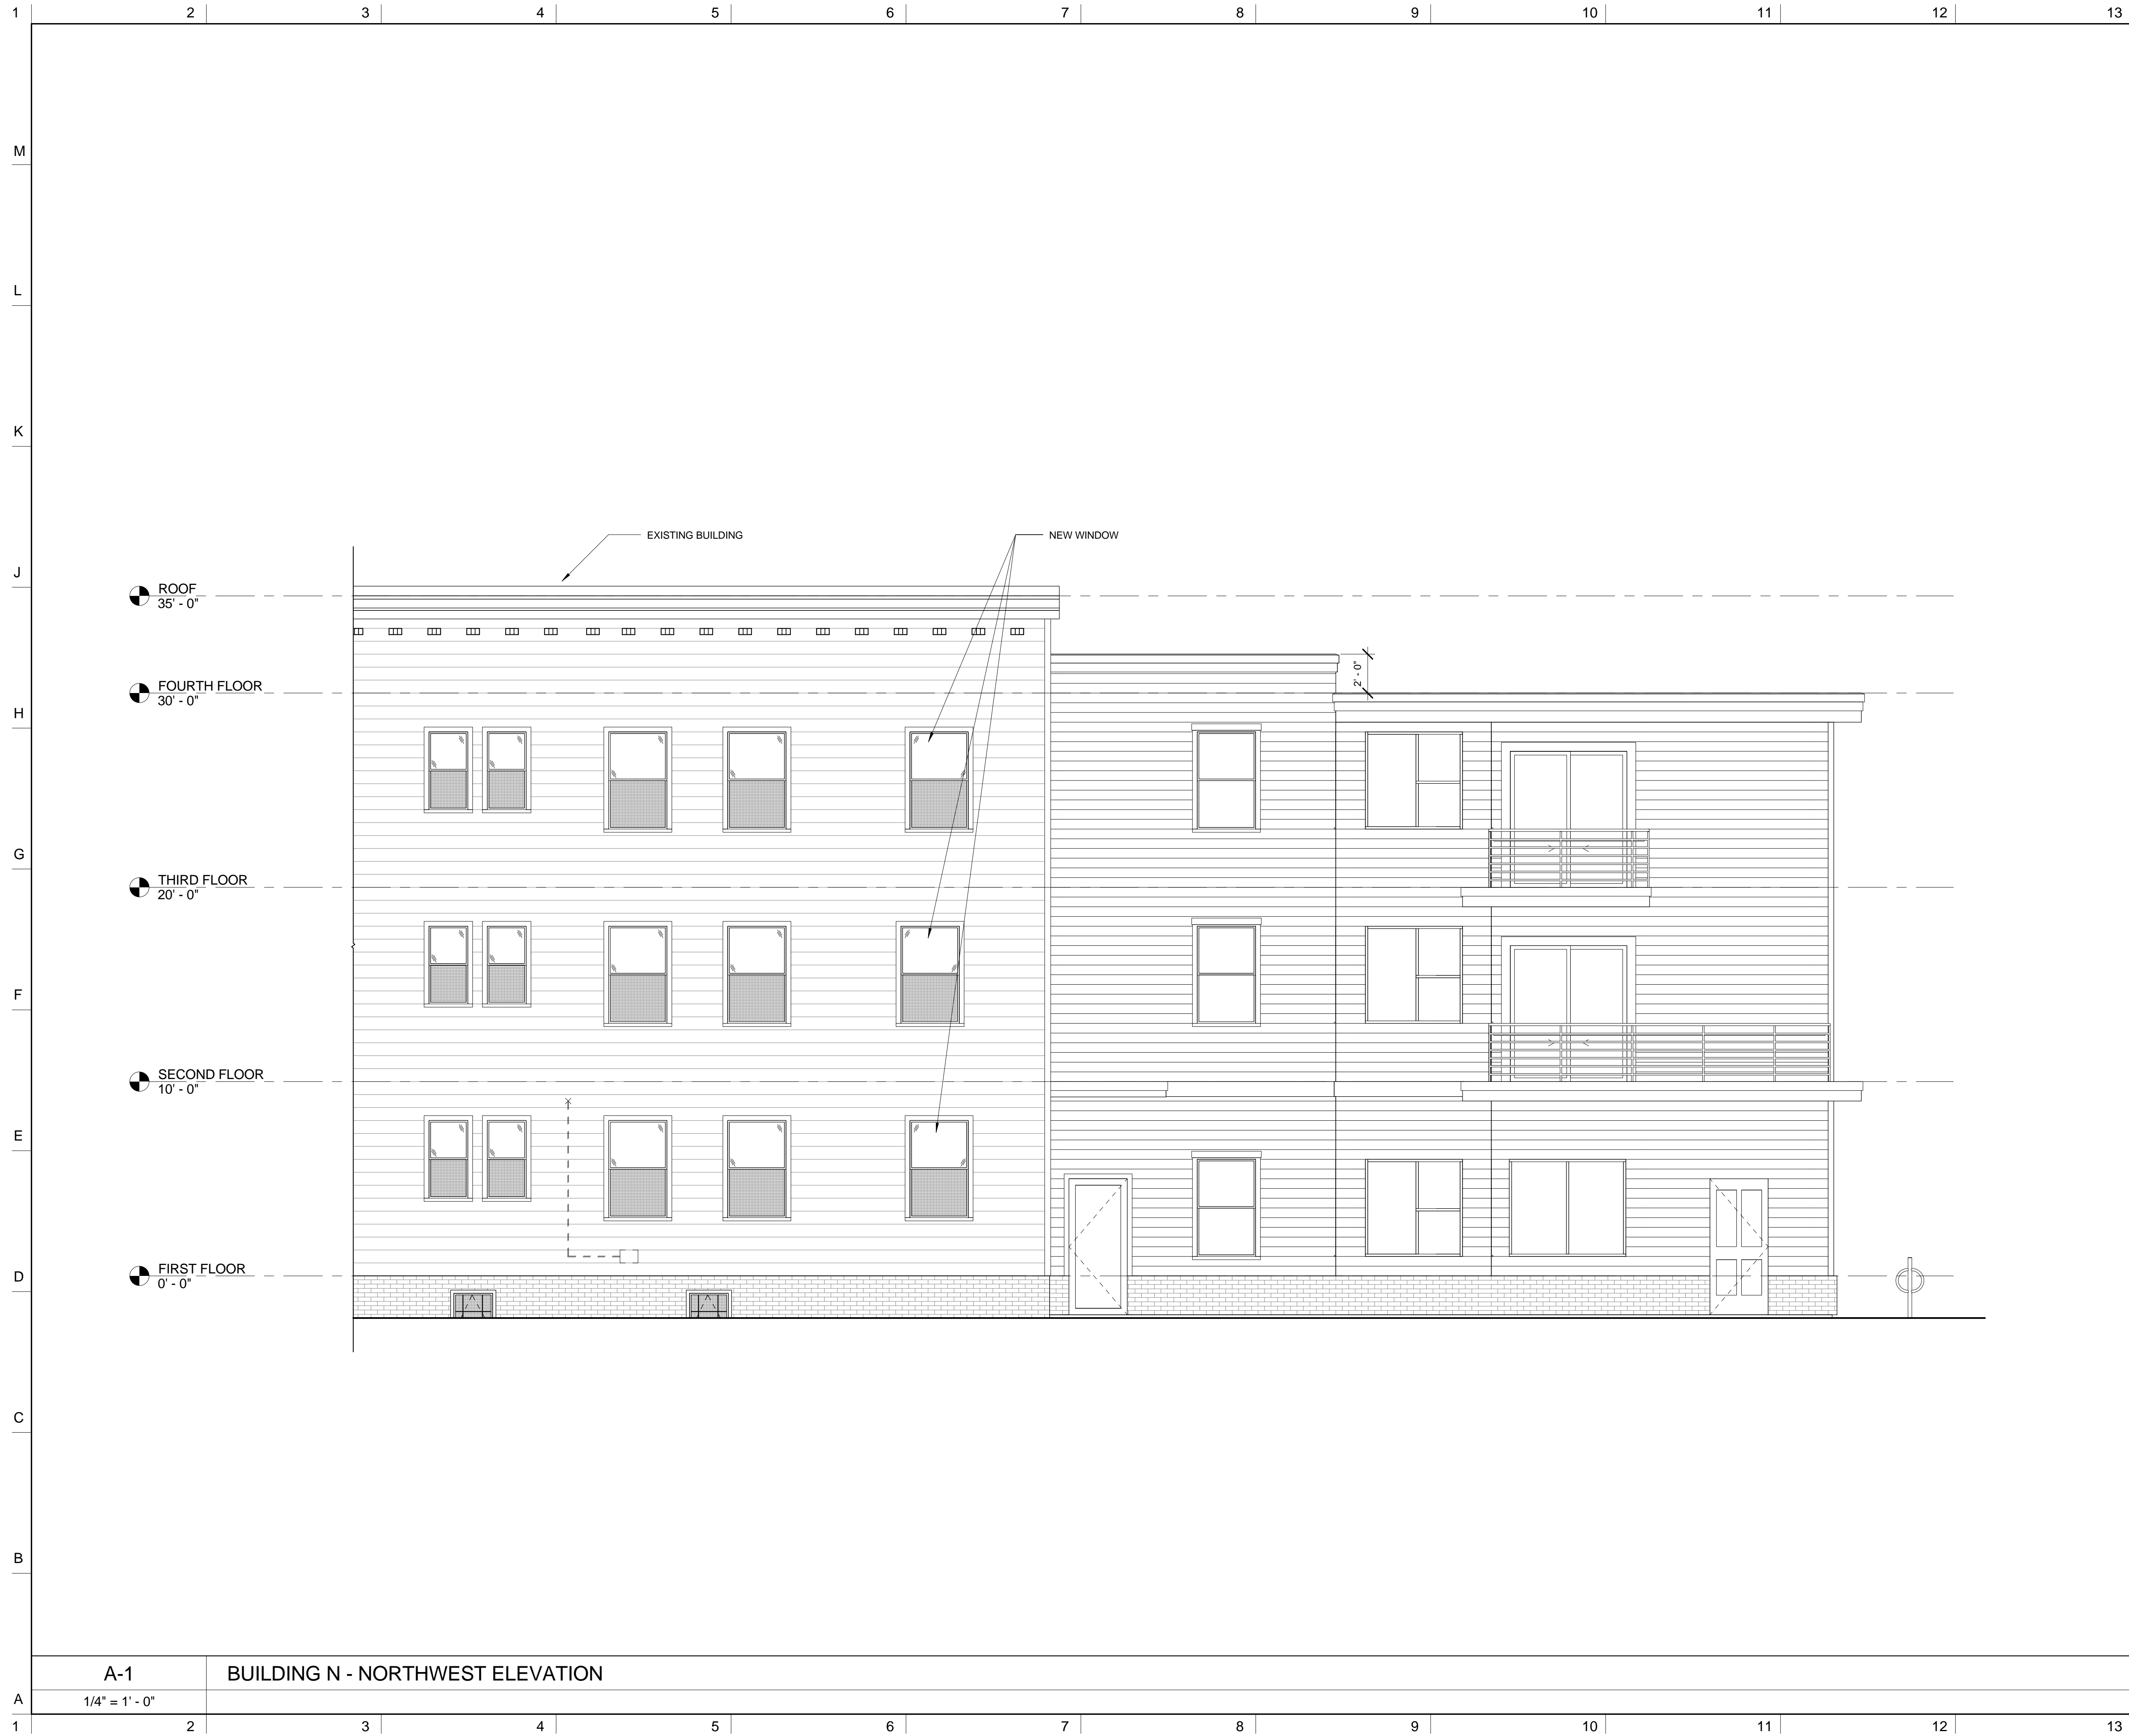 1 2 3 4 5 6 7 8 9 10 11 12 13
M
L
K
EXISTING BUILDING
NEW WINDOW
J
ROOF
35' - 0"
2' - 0"
FOURTH FLOOR
30' - 0"
H
G
THIRD FLOOR
20' - 0"
F
SECOND FLOOR
10' - 0"
E
FIRST FLOOR
0' - 0"
D
C
B
A-1
BUILDING N - NORTHWEST ELEVATION
A
1/4" = 1' - 0"
1 2 3 4 5 6 7 8 9 10 11 12 13